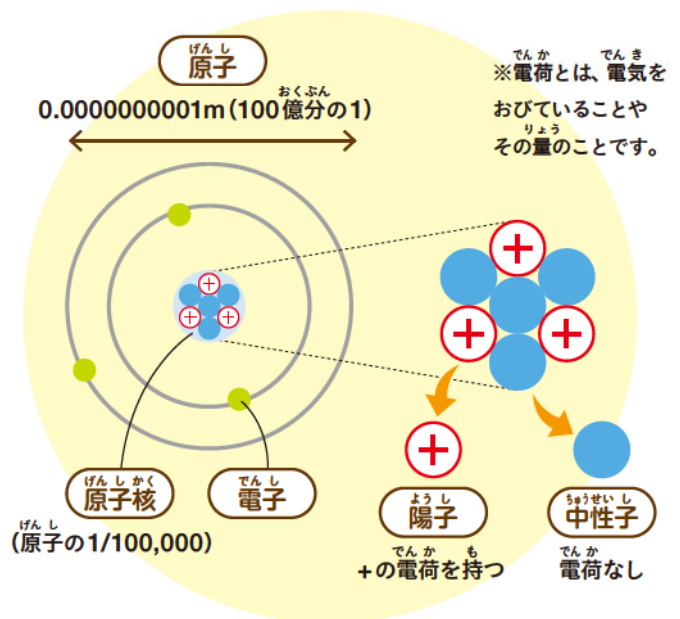 原子
0.0000000001m（100億分の1）
※電荷とは、電気を
おびていることや
その量のことです。
原子核
（原子の1/100,000）
電子
陽子
+の電荷を持つ
中性子
電荷なし